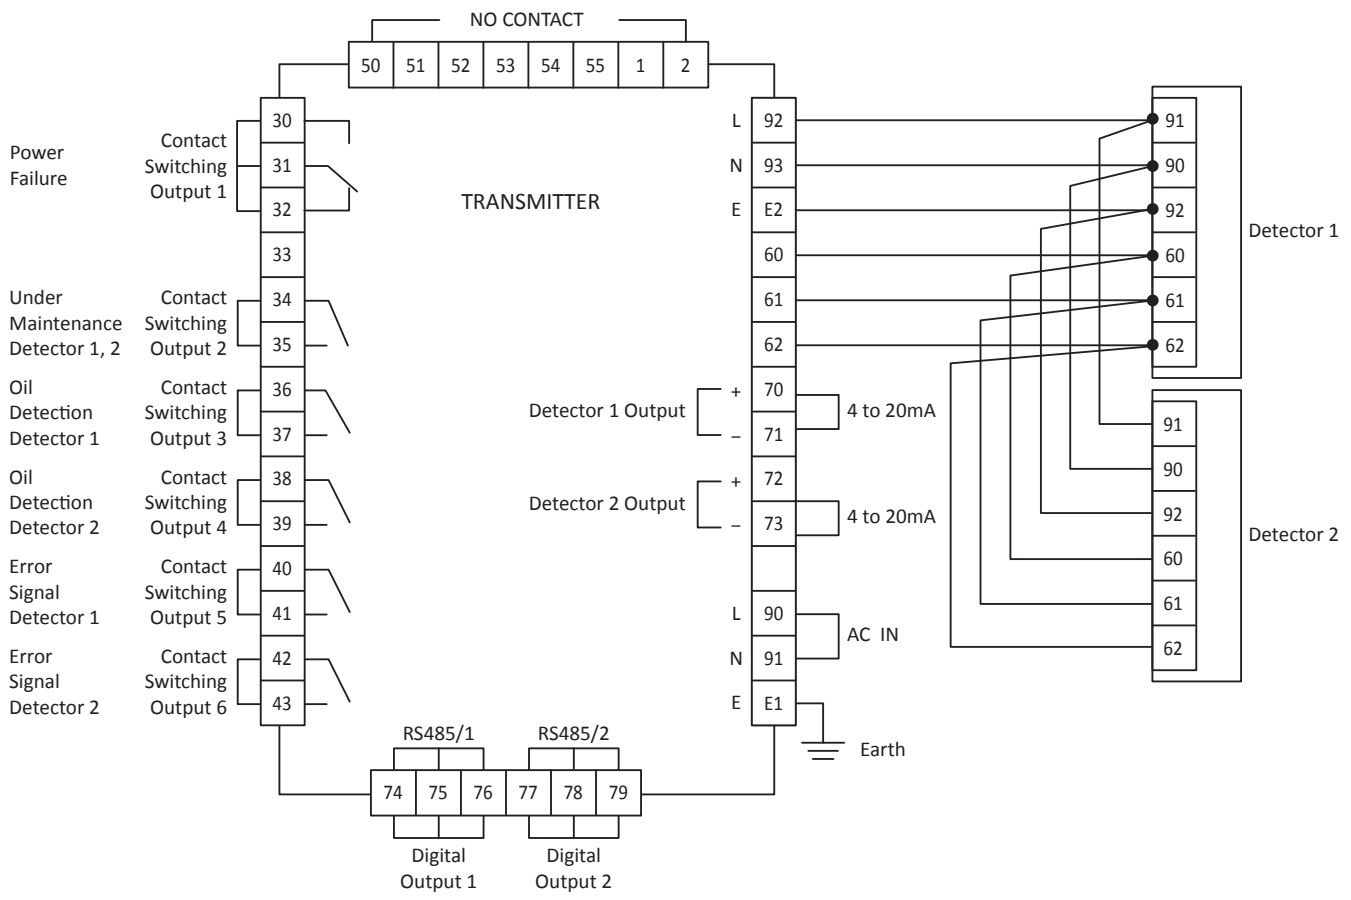 NO CONTACT
50 51 52 53 54 55 1 2
Power
Failure
Contact
Switching
Output 1
30
31
32
33
Under
Maintenance
Detector 1, 2
Contact
Switching
Output 2
34
35
Oil
Detection
Detector 1
Contact
Switching
Output 3
36
37
Oil
Detection
Detector 2
Contact
Switching
Output 4
38
39
Error
Signal
Detector 1
Contact
Switching
Output 5
40
41
Error
Signal
Detector 2
Contact
Switching
Output 6
42
43
TRANSMITTER
L 92
N 93
E E2
60
61
62
Detector 1 Output
+ 70
– 71
4 to 20mA
Detector 2 Output
+ 72
– 73
4 to 20mA
L 90
N 91
AC IN
E E1
Earth
91
90
92
60
61
62
Detector 1
91
90
92
60
61
62
Detector 2
RS485/1 RS485/2
74 75 76 77 78 79
Digital
Output 1
Digital
Output 2